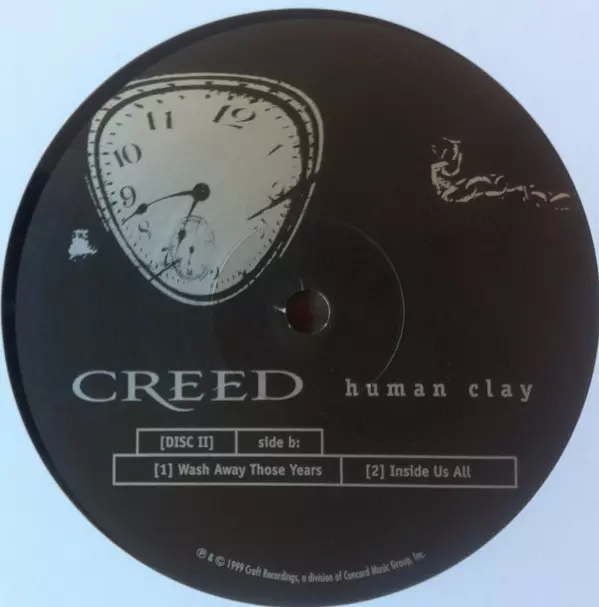 11 12
10
9
8
CREED human clay
[DISC II] side b:
[1] Wash Away Those Years [2] Inside Us All
℗ & © 1999 Craft Recordings, a division of Concord Music Group, Inc.